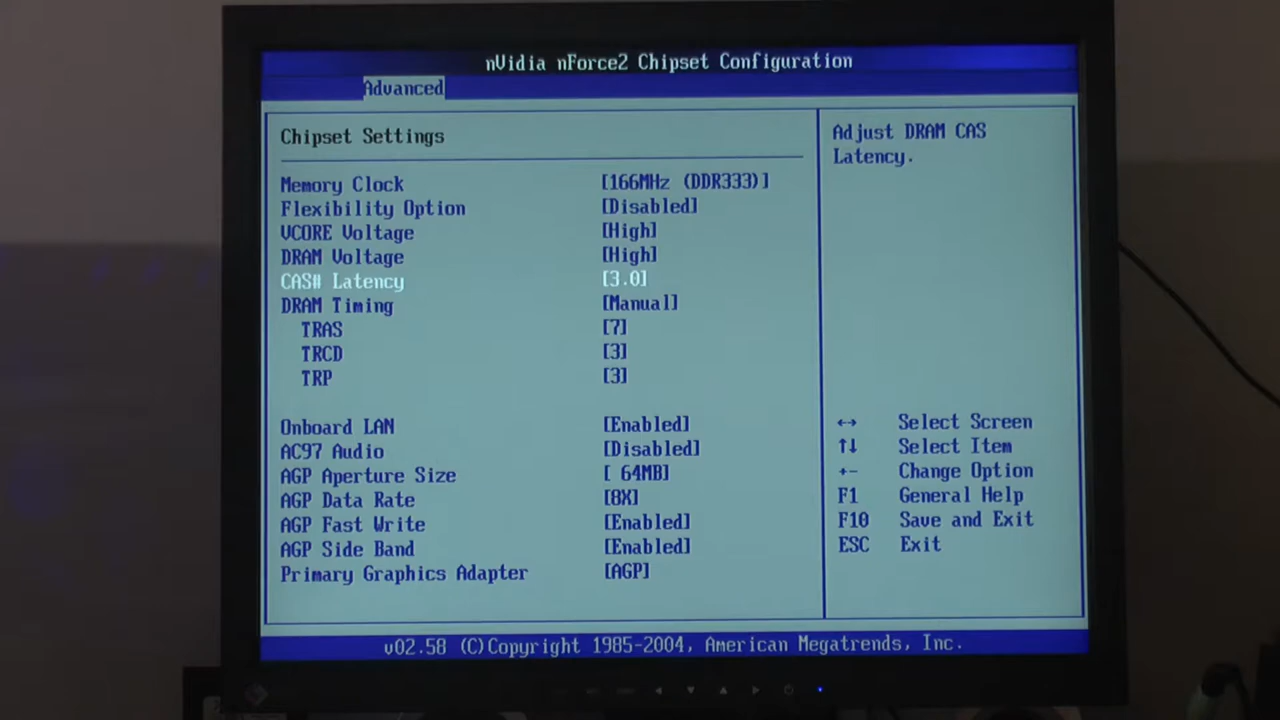 nVidia nForce2 Chipset Configuration
Advanced
Chipset Settings
Memory Clock [166MHz (DDR333)]
Flexibility Option [Disabled]
VCORE Voltage [High]
DRAM Voltage [High]
CAS# Latency [3.0]
DRAM Timing [Manual]
TRAS [7]
TRCD [3]
TRP [3]
Onboard LAN [Enabled]
AC97 Audio [Disabled]
AGP Aperture Size [ 64MB]
AGP Data Rate [8X]
AGP Fast Write [Enabled]
AGP Side Band [Enabled]
Primary Graphics Adapter [AGP]
Adjust DRAM CAS
Latency.
↔ Select Screen
↑↓ Select Item
+- Change Option
F1 General Help
F10 Save and Exit
ESC Exit
v02.58 (C)Copyright 1985-2004, American Megatrends, Inc.